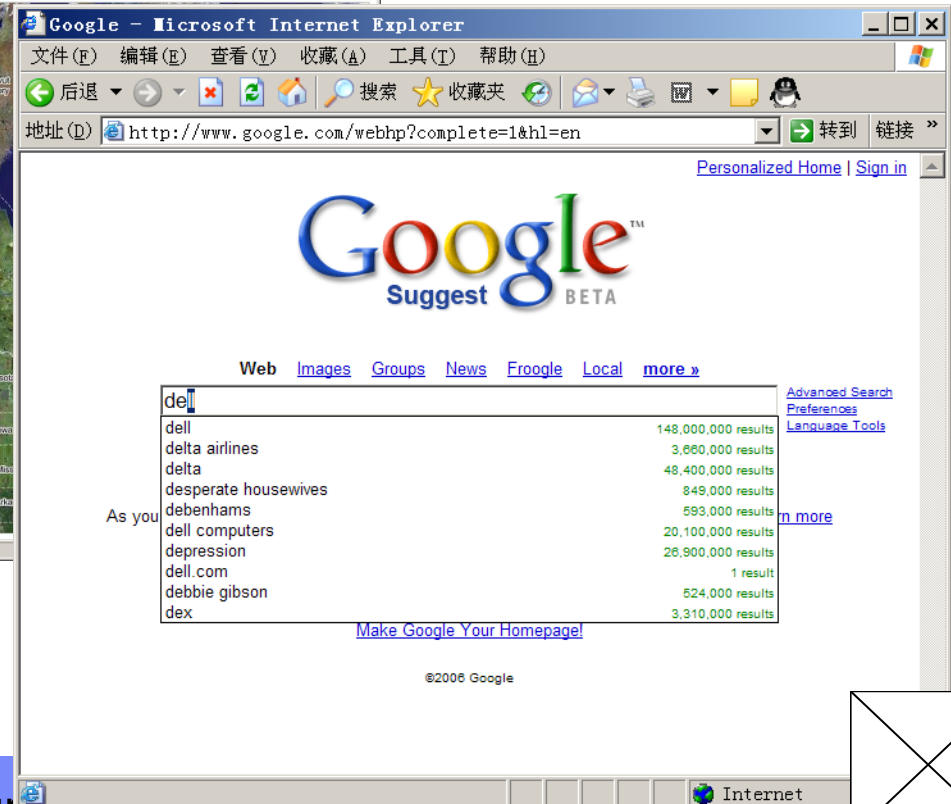 Google - Microsoft Internet Explorer
文件(F) 编辑(E) 查看(V) 收藏(A) 工具(T) 帮助(H)
后退 搜索 收藏夹
地址(D) http://www.google.com/webhp?complete=1&hl=en 转到 链接 »
Personalized Home | Sign in
Google™
Suggest BETA
Web Images Groups News Froogle Local more »
Advanced Search
Preferences
Language Tools
dell
dell 148,000,000 results
delta airlines 3,660,000 results
delta 48,400,000 results
desperate housewives 849,000 results
debenhams 593,000 results
dell computers 20,100,000 results
depression 26,900,000 results
dell.com 1 result
debbie gibson 524,000 results
dex 3,310,000 results
As you more
Make Google Your Homepage!
©2006 Google
Internet